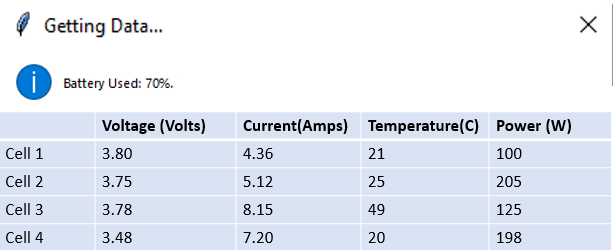 Getting Data...
Battery Used: 70%.
Voltage (Volts) Current(Amps) Temperature(C) Power (W)
Cell 1 3.80 4.36 21 100
Cell 2 3.75 5.12 25 205
Cell 3 3.78 8.15 49 125
Cell 4 3.48 7.20 20 198